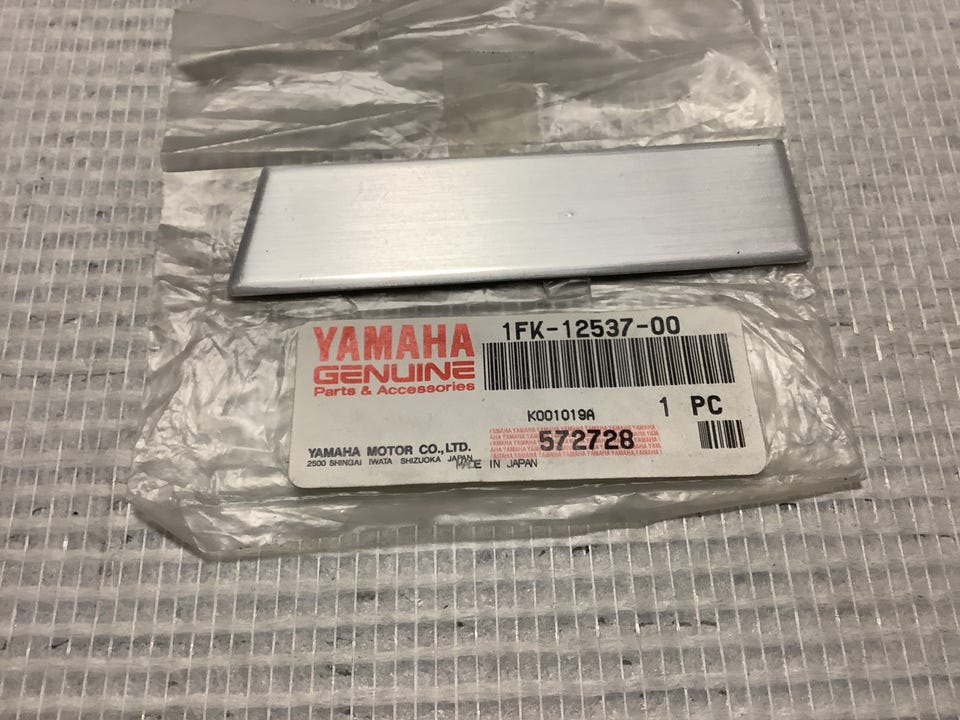 YAMAHA
GENUINE
Parts & Accessories
1FK-12537-00
K001019A
1 PC
572728
YAMAHA MOTOR CO.,LTD.
2500 SHINGAI IWATA SHIZUOKA JAPAN
MADE IN JAPAN